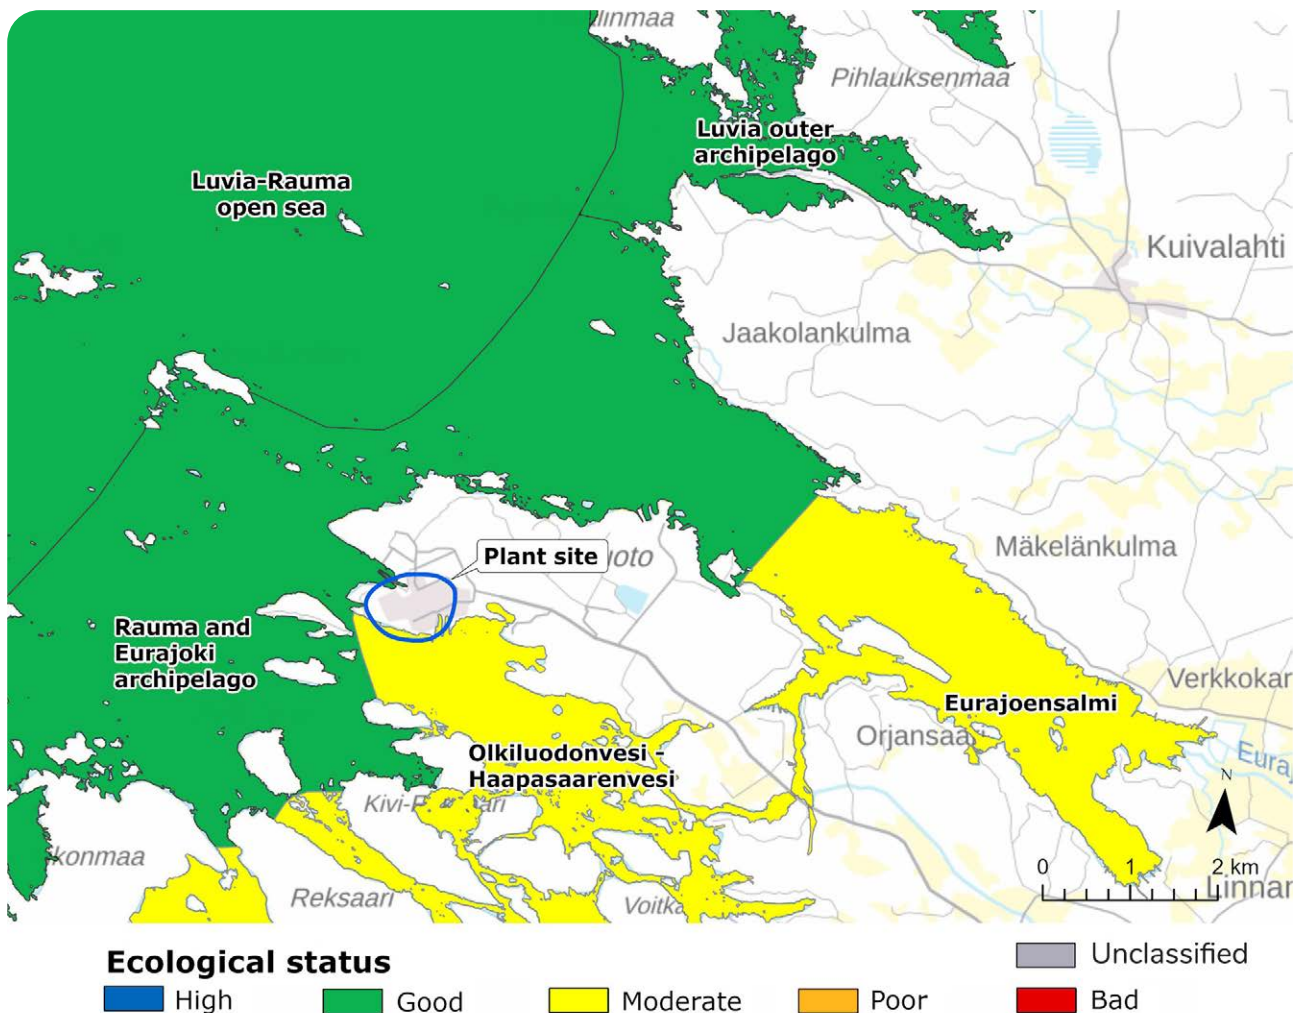 Pihlauksenmaa
Luvia outer
archipelago
Luvia-Rauma
open sea
Kuivalahti
Jaakolankulma
Plant site
Mäkelänkulma
Rauma and
Eurajoki
archipelago
Verkkokar
Eurajoensalmi
Olkiluodonvesi -
Haapasaarenvesi
N
Reksaari
0 1 2 km
Ecological status
Unclassified
High
Good
Moderate
Poor
Bad